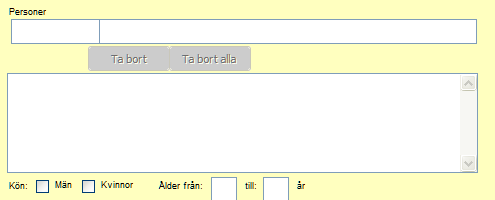 Personer
Ta bort Ta bort alla
Kön: Män Kvinnor Ålder från: till: år